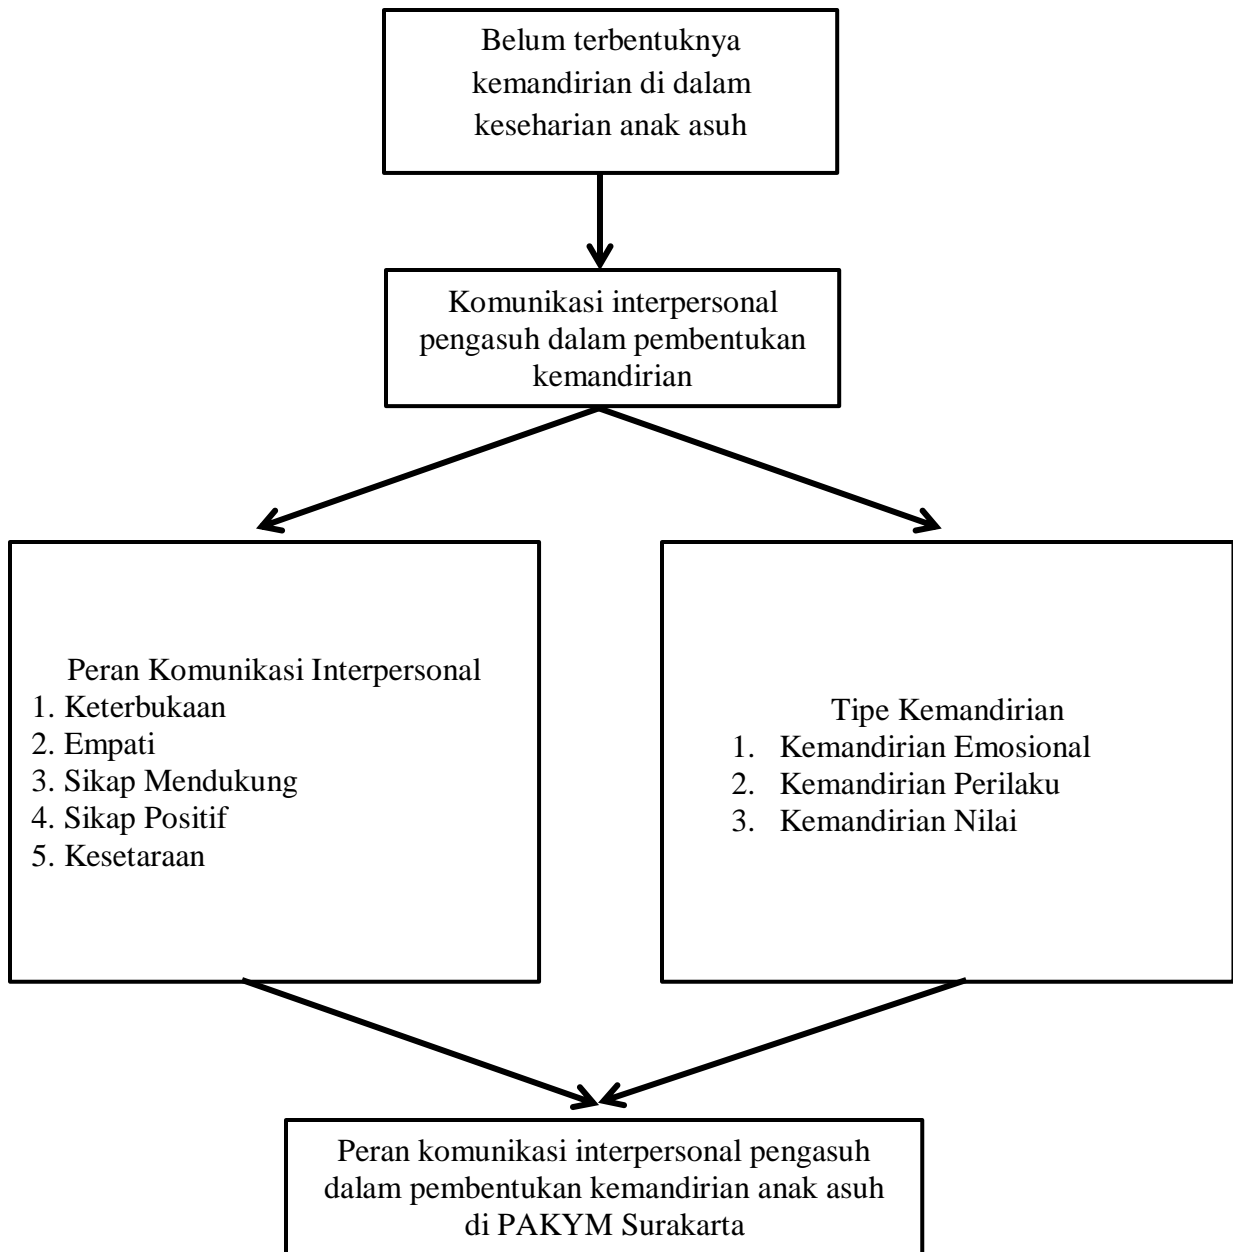 Belum terbentuknya
kemandirian di dalam
keseharian anak asuh
Komunikasi interpersonal
pengasuh dalam pembentukan
kemandirian
Peran Komunikasi Interpersonal
1. Keterbukaan
2. Empati
3. Sikap Mendukung
4. Sikap Positif
5. Kesetaraan
Tipe Kemandirian
1. Kemandirian Emosional
2. Kemandirian Perilaku
3. Kemandirian Nilai
Peran komunikasi interpersonal pengasuh
dalam pembentukan kemandirian anak asuh
di PAKYM Surakarta